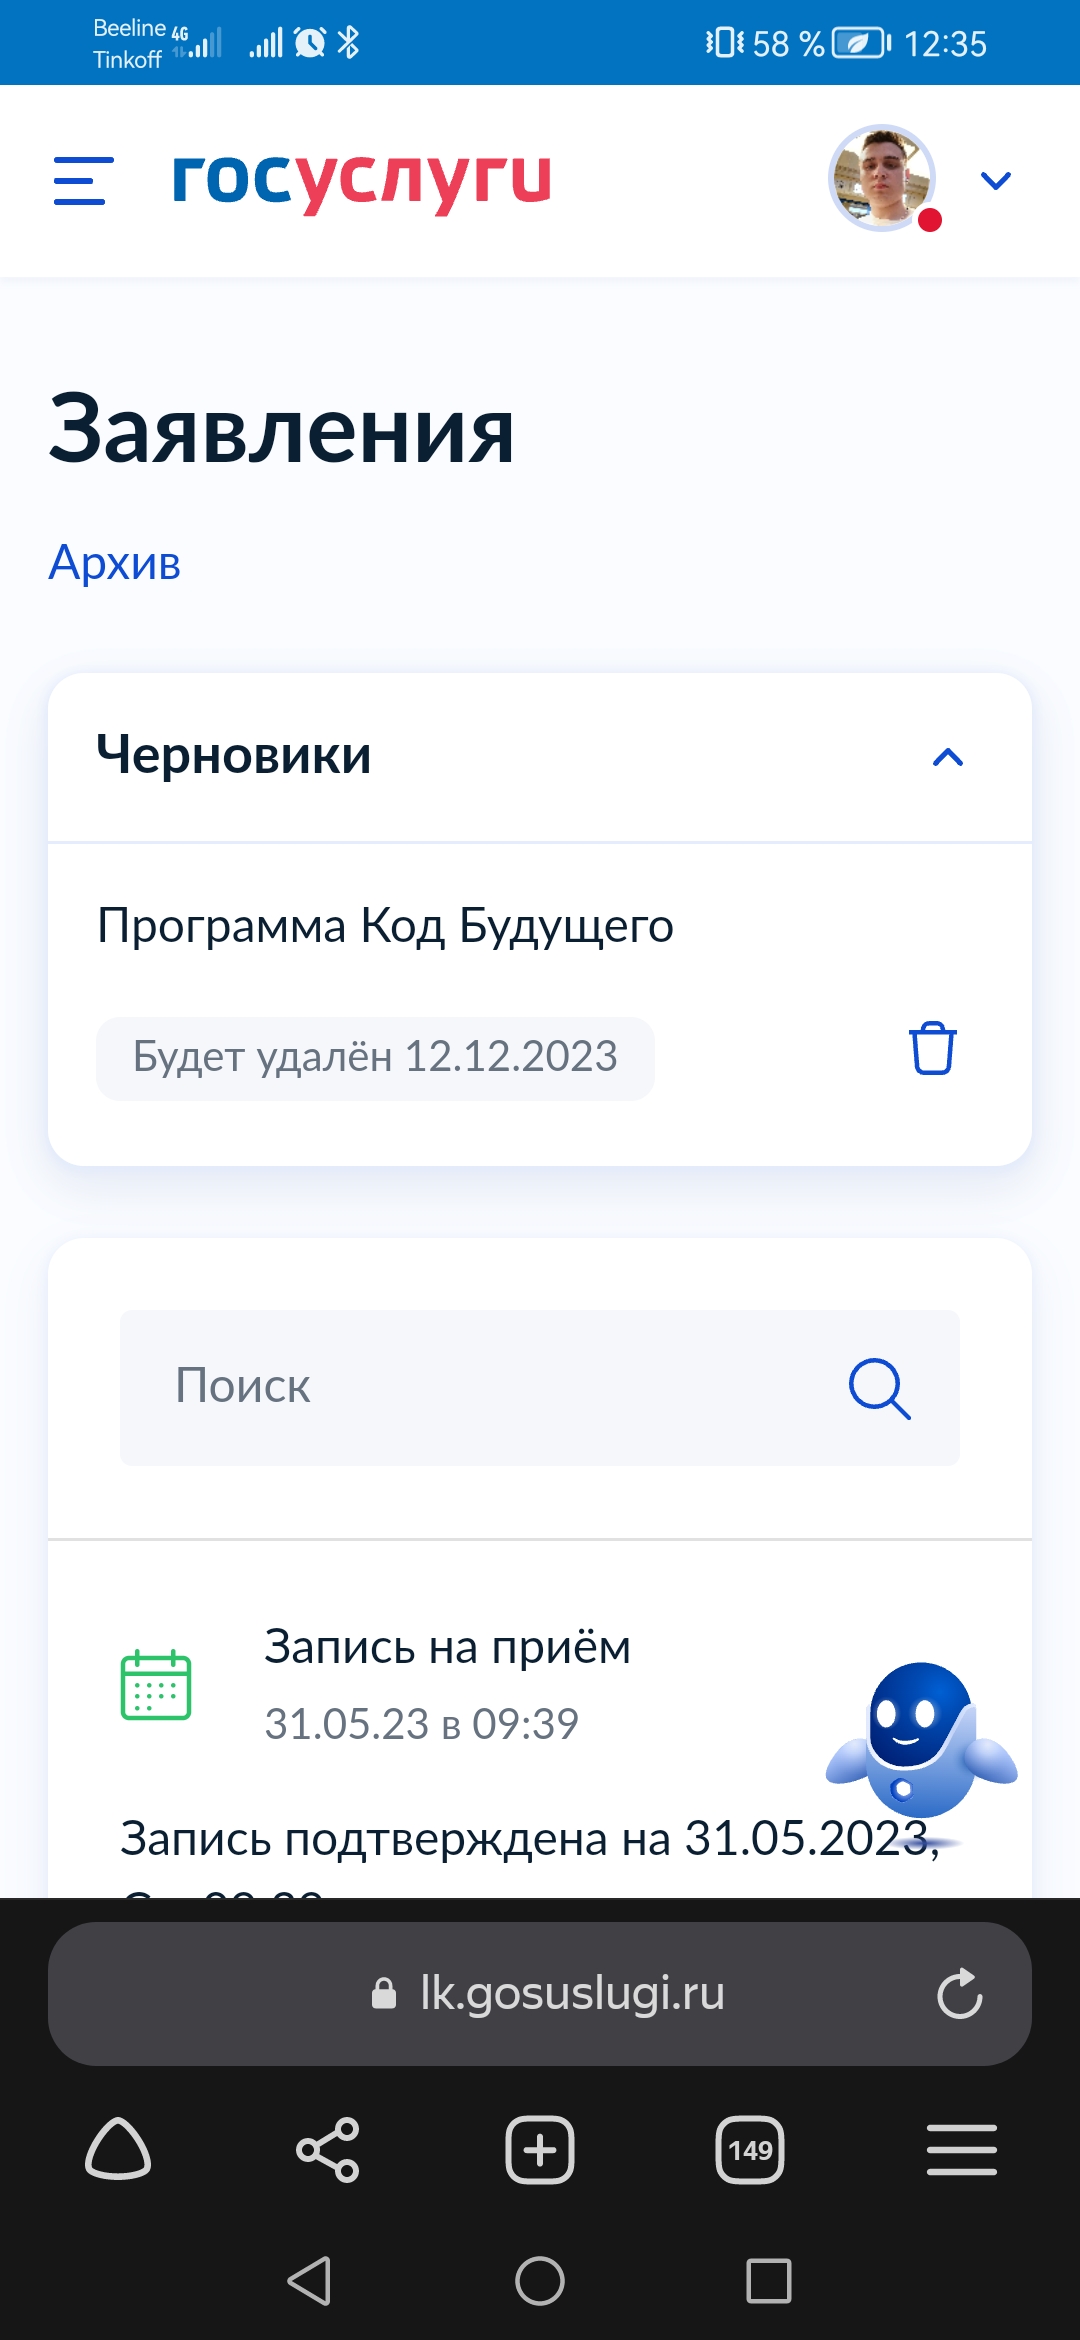 Beeline 4G
Tinkoff
58 % 12:35
госуслуги
Заявления
Архив
Черновики
Программа Код Будущего
Будет удалён 12.12.2023
Поиск
Запись на приём
31.05.23 в 09:39
Запись подтверждена на 31.05.2023,
lk.gosuslugi.ru
149